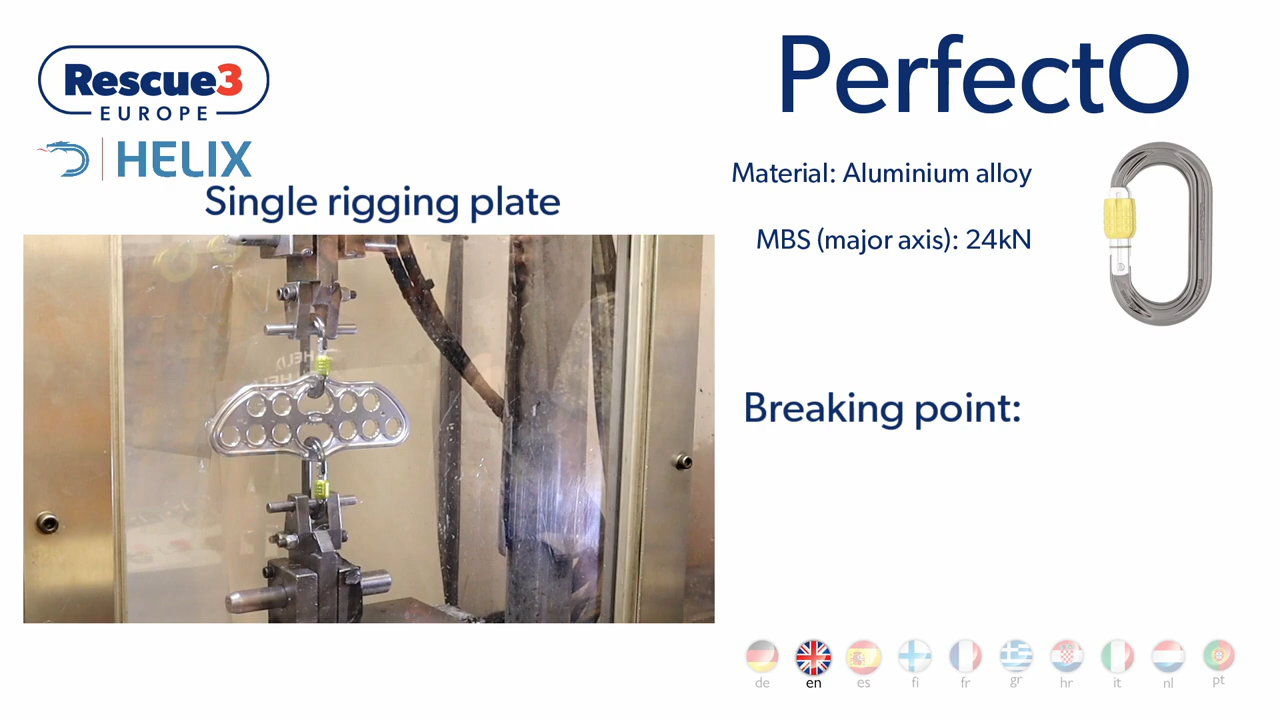 Rescue3
EUROPE
HELIX
Single rigging plate
PerfectO
Material: Aluminium alloy
MBS (major axis): 24kN
Breaking point:
HELIX
de en es fi fr gr hr it nl pt